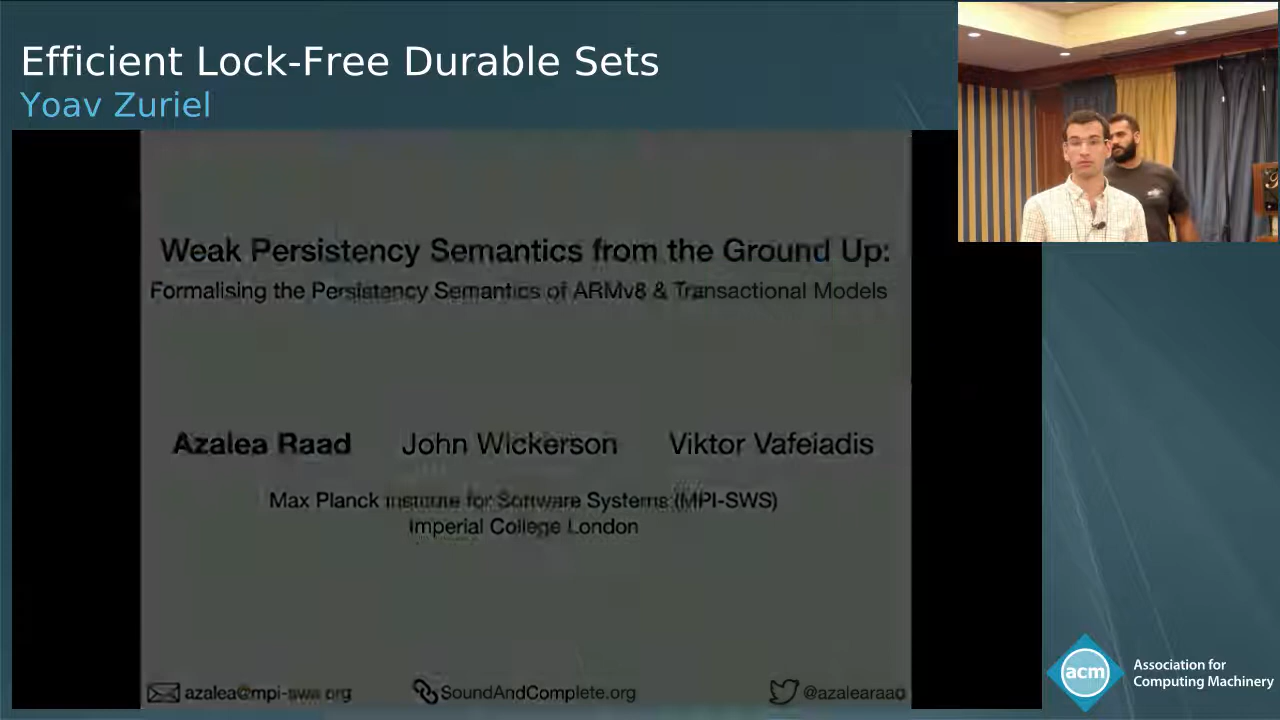 Efficient Lock-Free Durable Sets
Yoav Zuriel
Weak Persistency Semantics from the Ground Up:
Formalising the Persistency Semantics of ARMv8 & Transactional Models
Azalea Raad John Wickerson Viktor Vafeiadis
Max Planck Institute for Software Systems (MPI-SWS)
Imperial College London
azalea@mpi-sws.org SoundAndComplete.org @azalearaad
acm Association for
Computing Machinery